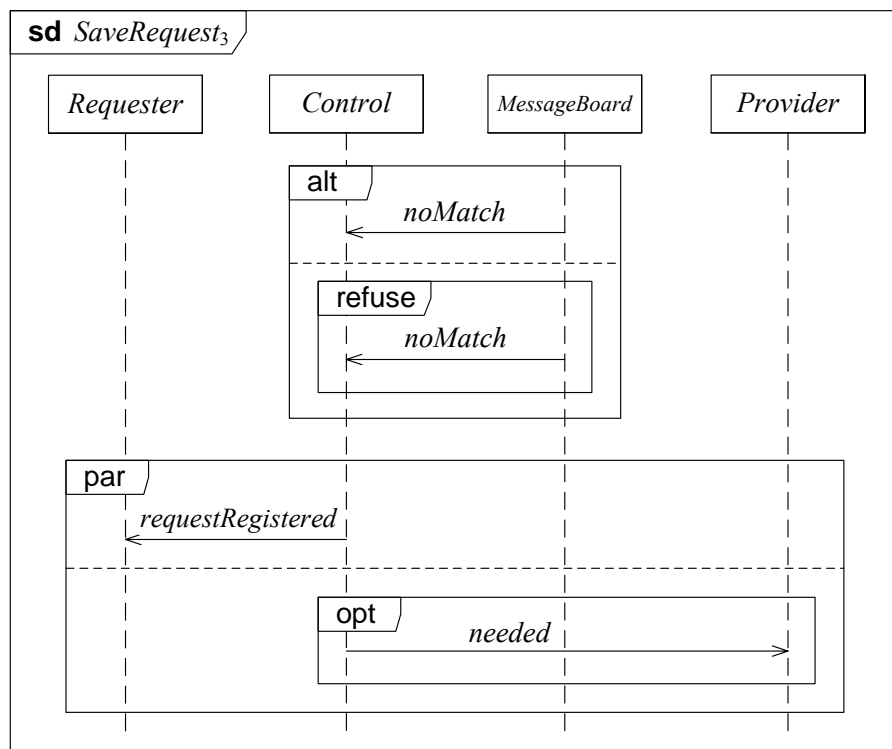 sd SaveRequest₃
Requester Control MessageBoard Provider
alt
noMatch
refuse
noMatch
par
requestRegistered
opt
needed